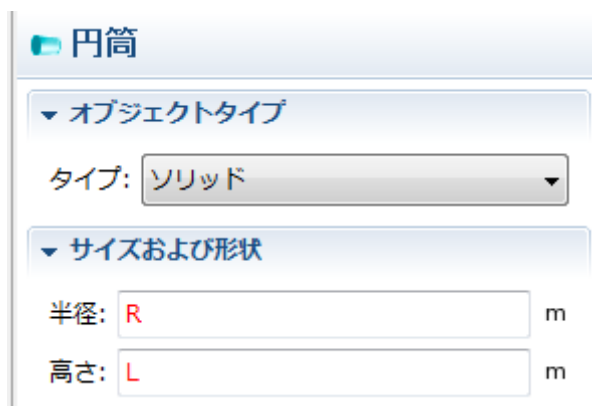 円筒
オブジェクトタイプ
タイプ: ソリッド
サイズおよび形状
半径: R m
高さ: L m